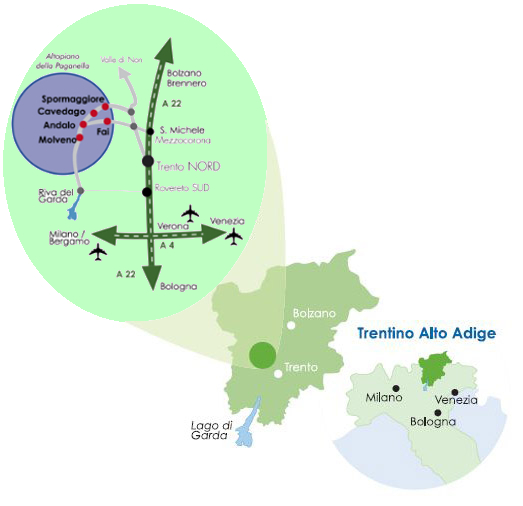 Altopiano
della Paganella
Valle di Non
Bolzano
Brennero
A 22
Spormaggiore
Cavedago
Andalo
Fai
Molveno
S. Michele
Mezzocorona
Trento NORD
Rovereto SUD
Riva del
Garda
Milano /
Bergamo
Verona
Venezia
A 4
A 22
Bologna
Bolzano
Trento
Lago di
Garda
Trentino Alto Adige
Milano
Venezia
Bologna